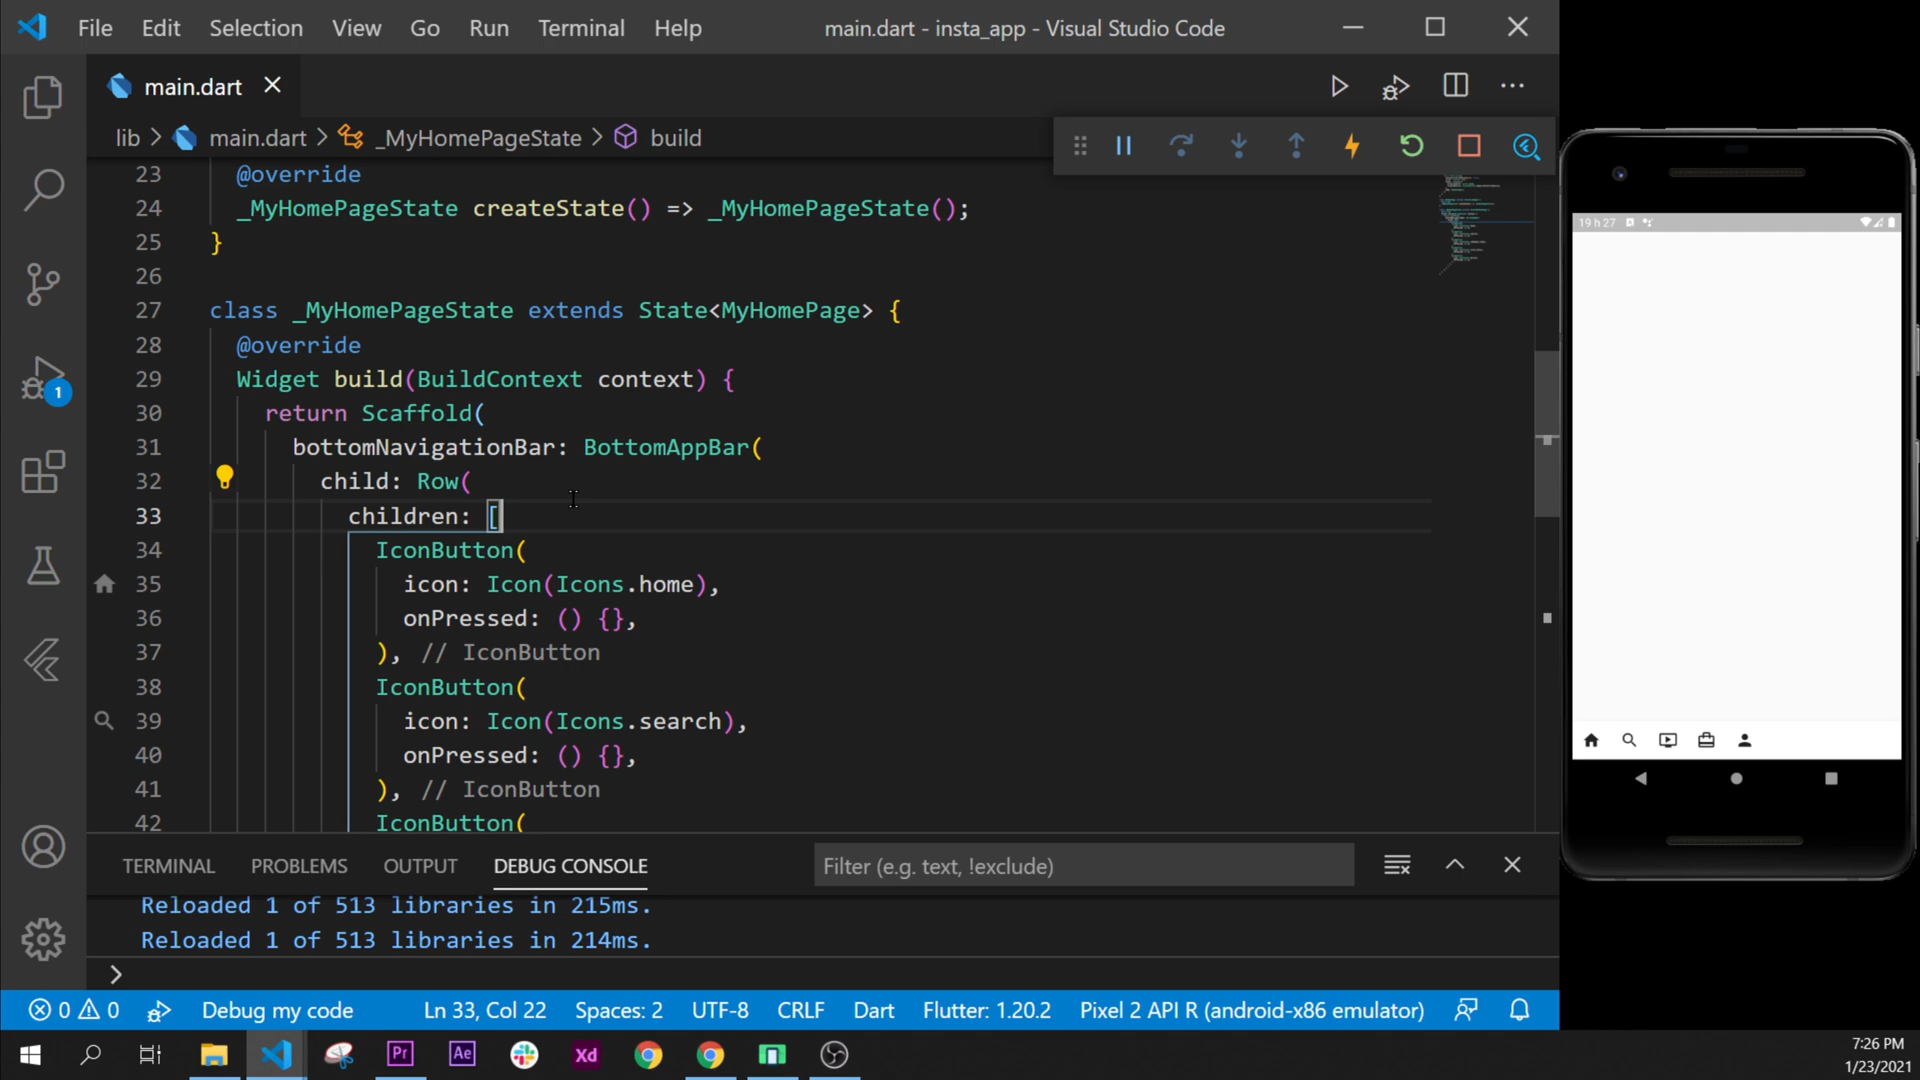 File Edit Selection View Go Run Terminal Help
main.dart - insta_app - Visual Studio Code
main.dart
lib > main.dart > _MyHomePageState > build
23 @override
24 _MyHomePageState createState() => _MyHomePageState();
25 }
26
27 class _MyHomePageState extends State<MyHomePage> {
28 @override
29 Widget build(BuildContext context) {
30 return Scaffold(
31 bottomNavigationBar: BottomAppBar(
32 child: Row(
33 children: [
34 IconButton(
35 icon: Icon(Icons.home),
36 onPressed: () {},
37 ), // IconButton
38 IconButton(
39 icon: Icon(Icons.search),
40 onPressed: () {},
41 ), // IconButton
42 IconButton(
1
19 h 27
TERMINAL PROBLEMS OUTPUT DEBUG CONSOLE
Filter (e.g. text, !exclude)
Reloaded 1 of 513 libraries in 215ms.
Reloaded 1 of 513 libraries in 214ms.
>
0 0 Debug my code Ln 33, Col 22 Spaces: 2 UTF-8 CRLF Dart Flutter: 1.20.2 Pixel 2 API R (android-x86 emulator)
Pr Ae Xd
7:26 PM
1/23/2021